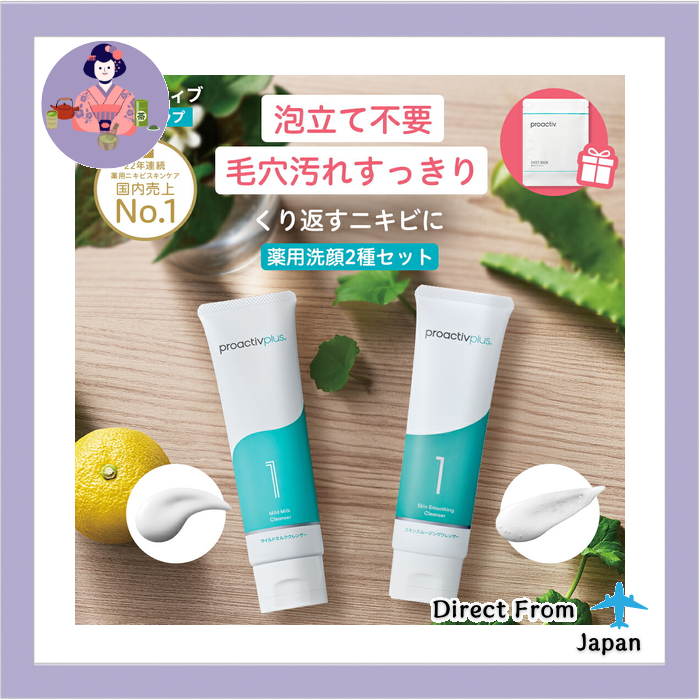 ィブ
プ
22年連続
薬用ニキビスキンケア
国内売上
No.1
泡立て不要
毛穴汚れすっきり
くり返すニキビに
薬用洗顔2種セット
proactiv
茶
proactivplus
1
Mild Milk
Cleanser
マイルドミルククレンザー
proactivplus
1
Skin Smoothing
Cleanser
スキンスムージングクレンザー
Direct From
Japan